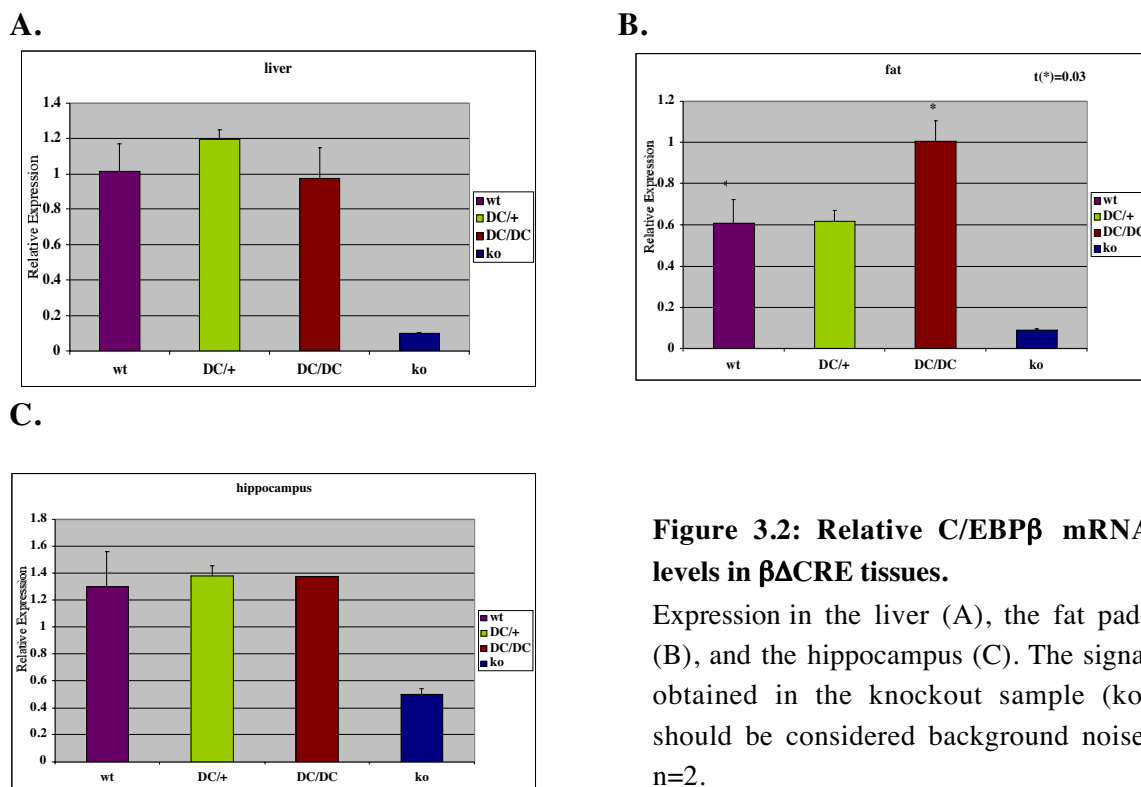 A.
liver
Relative Expression
1.4
1.2
1
0.8
0.6
0.4
0.2
0
wt
DC/+
DC/DC
ko
wt
DC/+
DC/DC
ko
B.
fat
t(*)=0.03
Relative Expression
1.2
1
0.8
0.6
0.4
0.2
0
*
*
wt
DC/+
DC/DC
ko
wt
DC/+
DC/DC
ko
C.
hippocampus
Relative Expression
1.8
1.6
1.4
1.2
1
0.8
0.6
0.4
0.2
0
wt
DC/+
DC/DC
ko
wt
DC/+
DC/DC
ko
Figure 3.2: Relative C/EBPβ mRNA
levels in βΔCRE tissues.
Expression in the liver (A), the fat pad
(B), and the hippocampus (C). The signa
obtained in the knockout sample (ko
should be considered background noise
n=2.